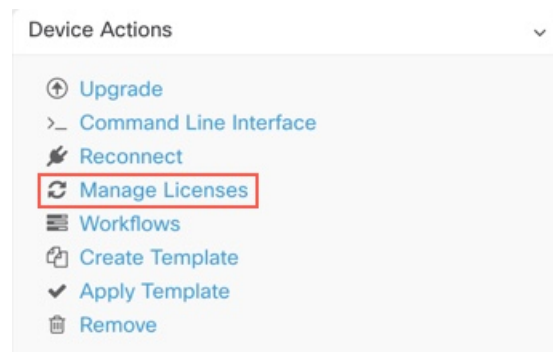 Device Actions
Upgrade
Command Line Interface
Reconnect
Manage Licenses
Workflows
Create Template
Apply Template
Remove